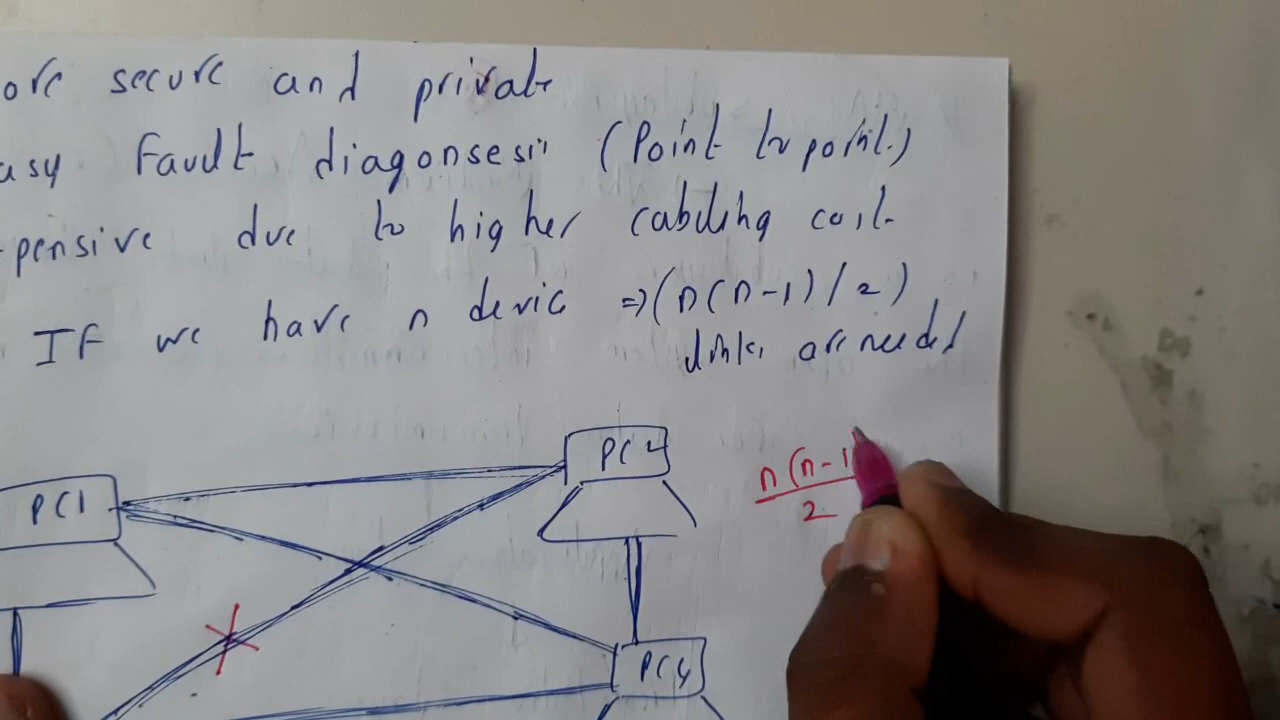 ore secure and private
asy Fault diagonsesis (Point to point)
pensive due to higher cabling cost
IF we have n devic => (n(n-1)/2)
links are needed
PC2
n(n-1
2
PC1
PC4